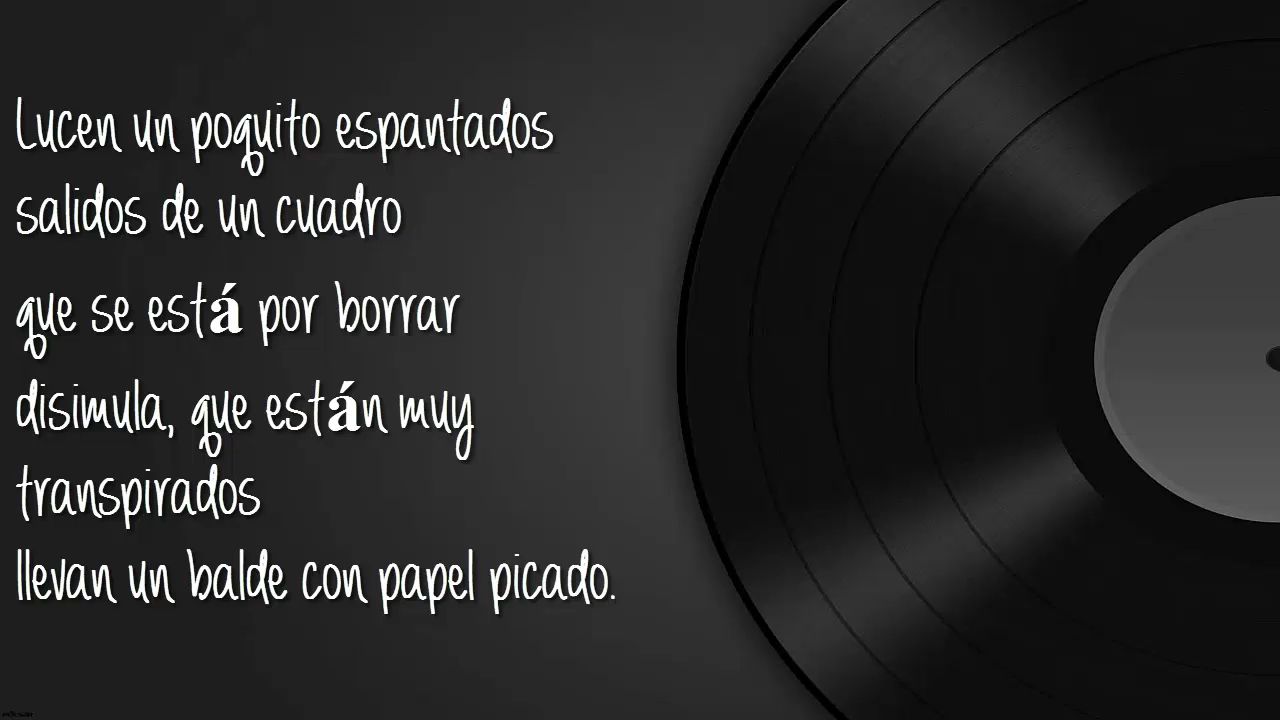 Lucen un poquito espantados
salidos de un cuadro
que se está por borrar
disimula, que están muy
transpirados
llevan un balde con papel picado.